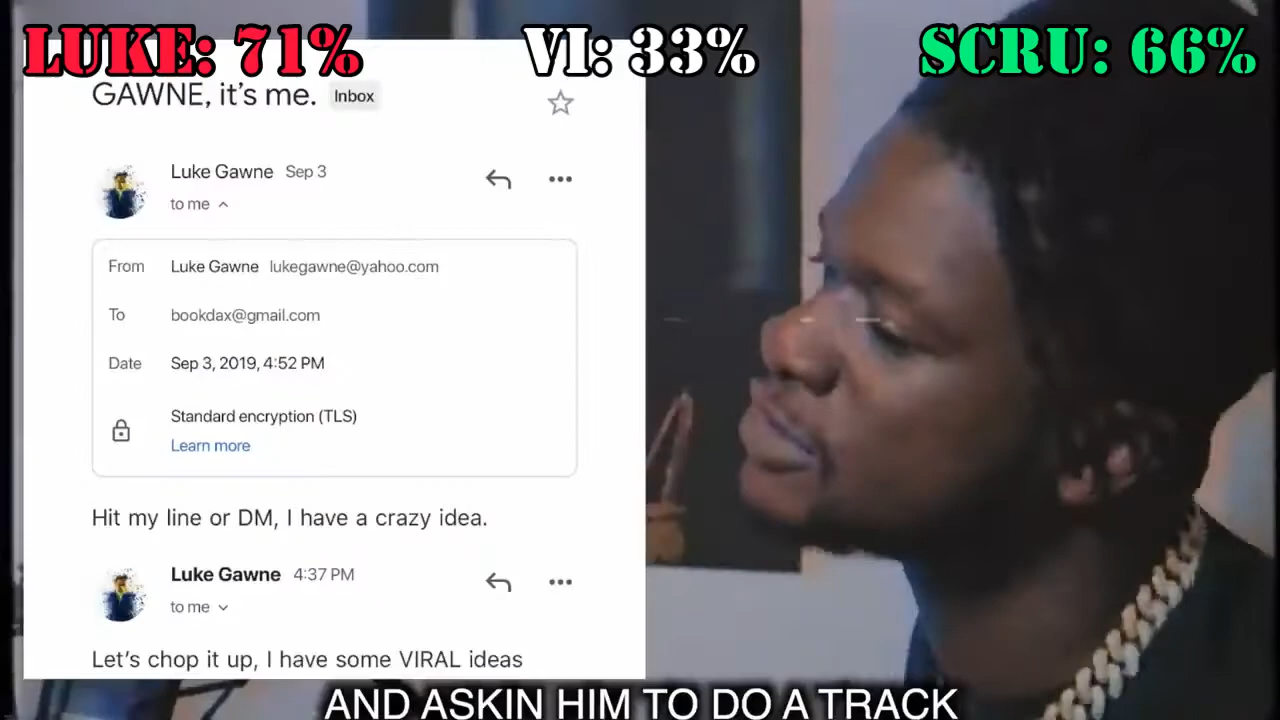 LUKE: 71% VI: 33% SCRU: 66%
GAWNE, it's me. Inbox
Luke Gawne Sep 3
to me
From Luke Gawne lukegawne@yahoo.com
To bookdax@gmail.com
Date Sep 3, 2019, 4:52 PM
Standard encryption (TLS)
Learn more
Hit my line or DM, I have a crazy idea.
Luke Gawne 4:37 PM
to me
Let's chop it up, I have some VIRAL ideas
AND ASKIN HIM TO DO A TRACK